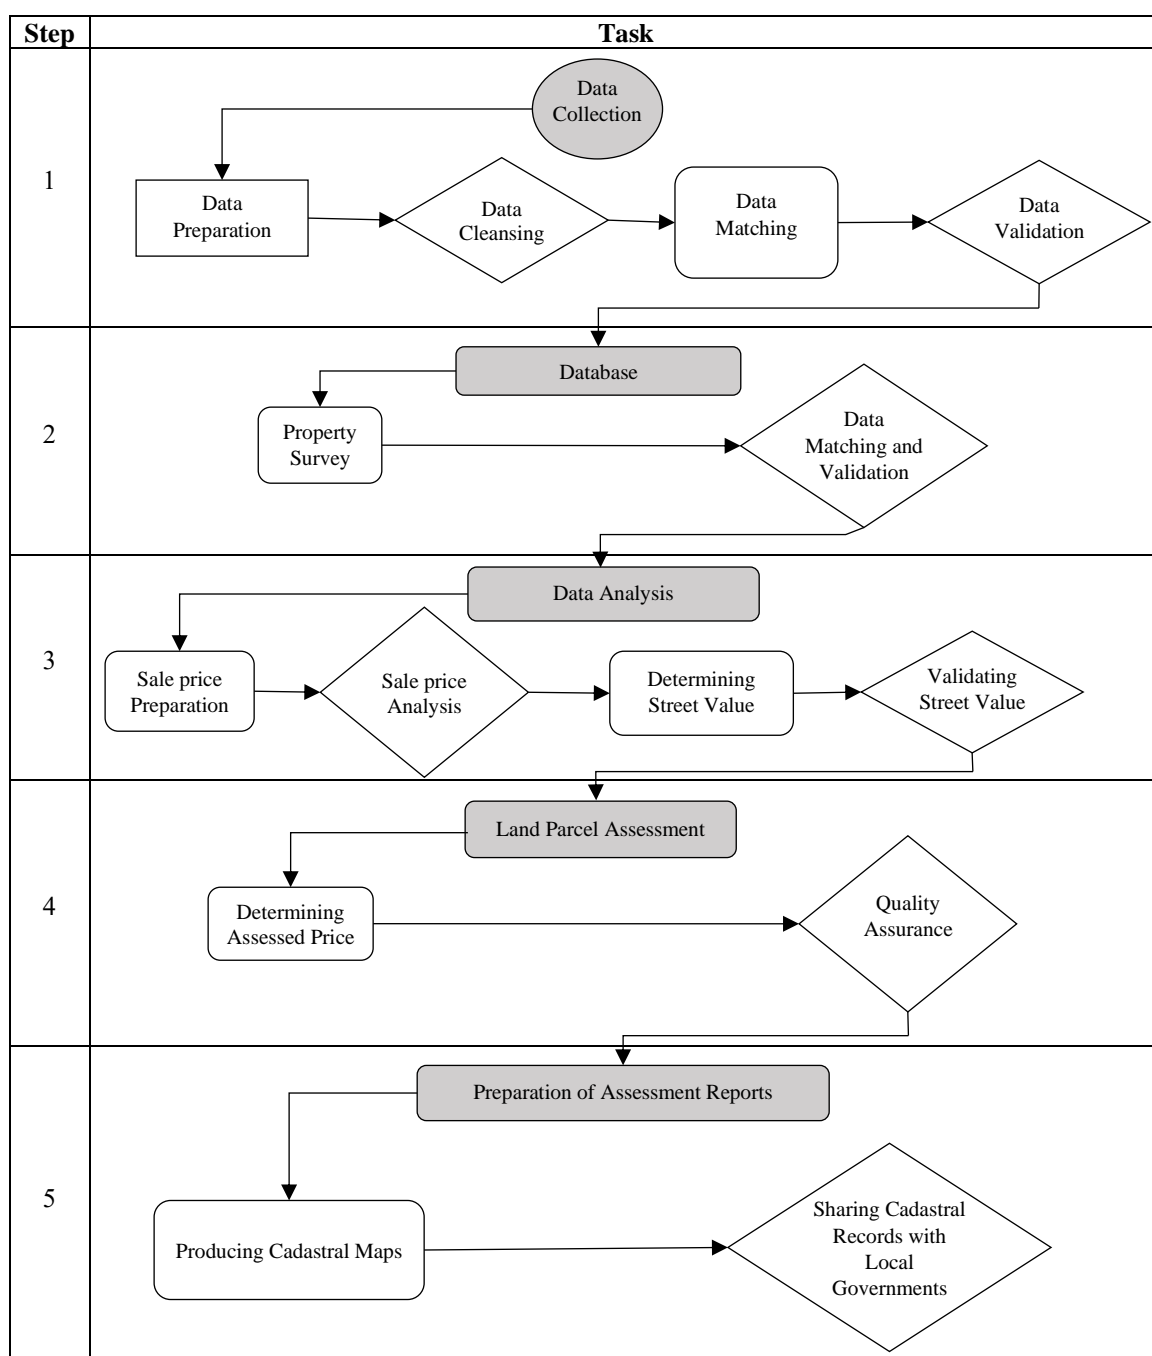 Step
Task
1
Data
Collection
Data
Preparation
Data
Cleansing
Data
Matching
Data
Validation
2
Database
Property
Survey
Data
Matching and
Validation
3
Data Analysis
Sale price
Preparation
Sale price
Analysis
Determining
Street Value
Validating
Street Value
4
Land Parcel Assessment
Determining
Assessed Price
Quality
Assurance
5
Preparation of Assessment Reports
Producing Cadastral Maps
Sharing Cadastral
Records with
Local
Governments